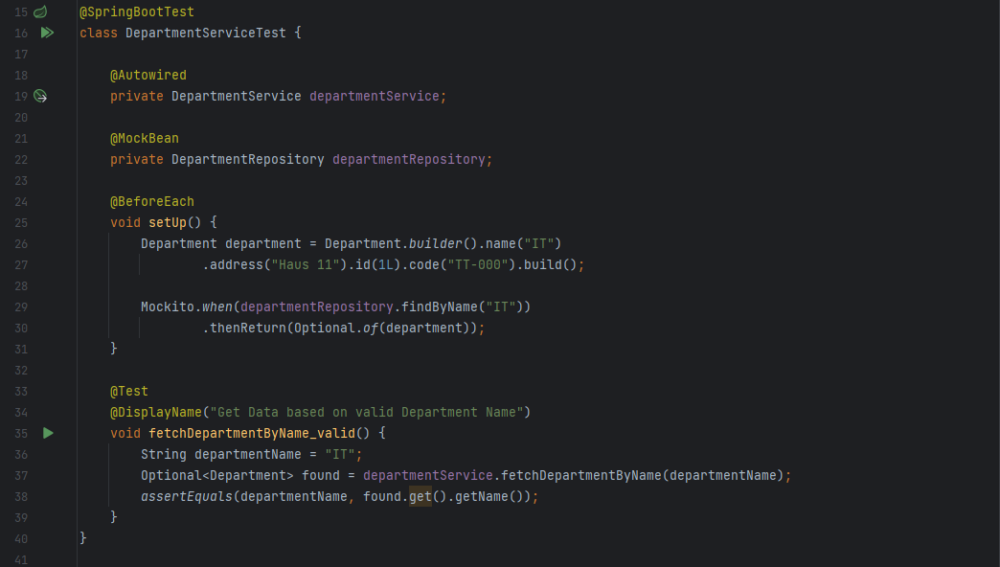 15 @SpringBootTest
16 class DepartmentServiceTest {
17
18     @Autowired
19     private DepartmentService departmentService;
20
21     @MockBean
22     private DepartmentRepository departmentRepository;
23
24     @BeforeEach
25     void setUp() {
26         Department department = Department.builder().name("IT")
27                 .address("Haus 11").id(1L).code("TT-000").build();
28
29         Mockito.when(departmentRepository.findByName("IT"))
30                 .thenReturn(Optional.of(department));
31     }
32
33     @Test
34     @DisplayName("Get Data based on valid Department Name")
35     void fetchDepartmentByName_valid() {
36         String departmentName = "IT";
37         Optional<Department> found = departmentService.fetchDepartmentByName(departmentName);
38         assertEquals(departmentName, found.get().getName());
39     }
40 }
41